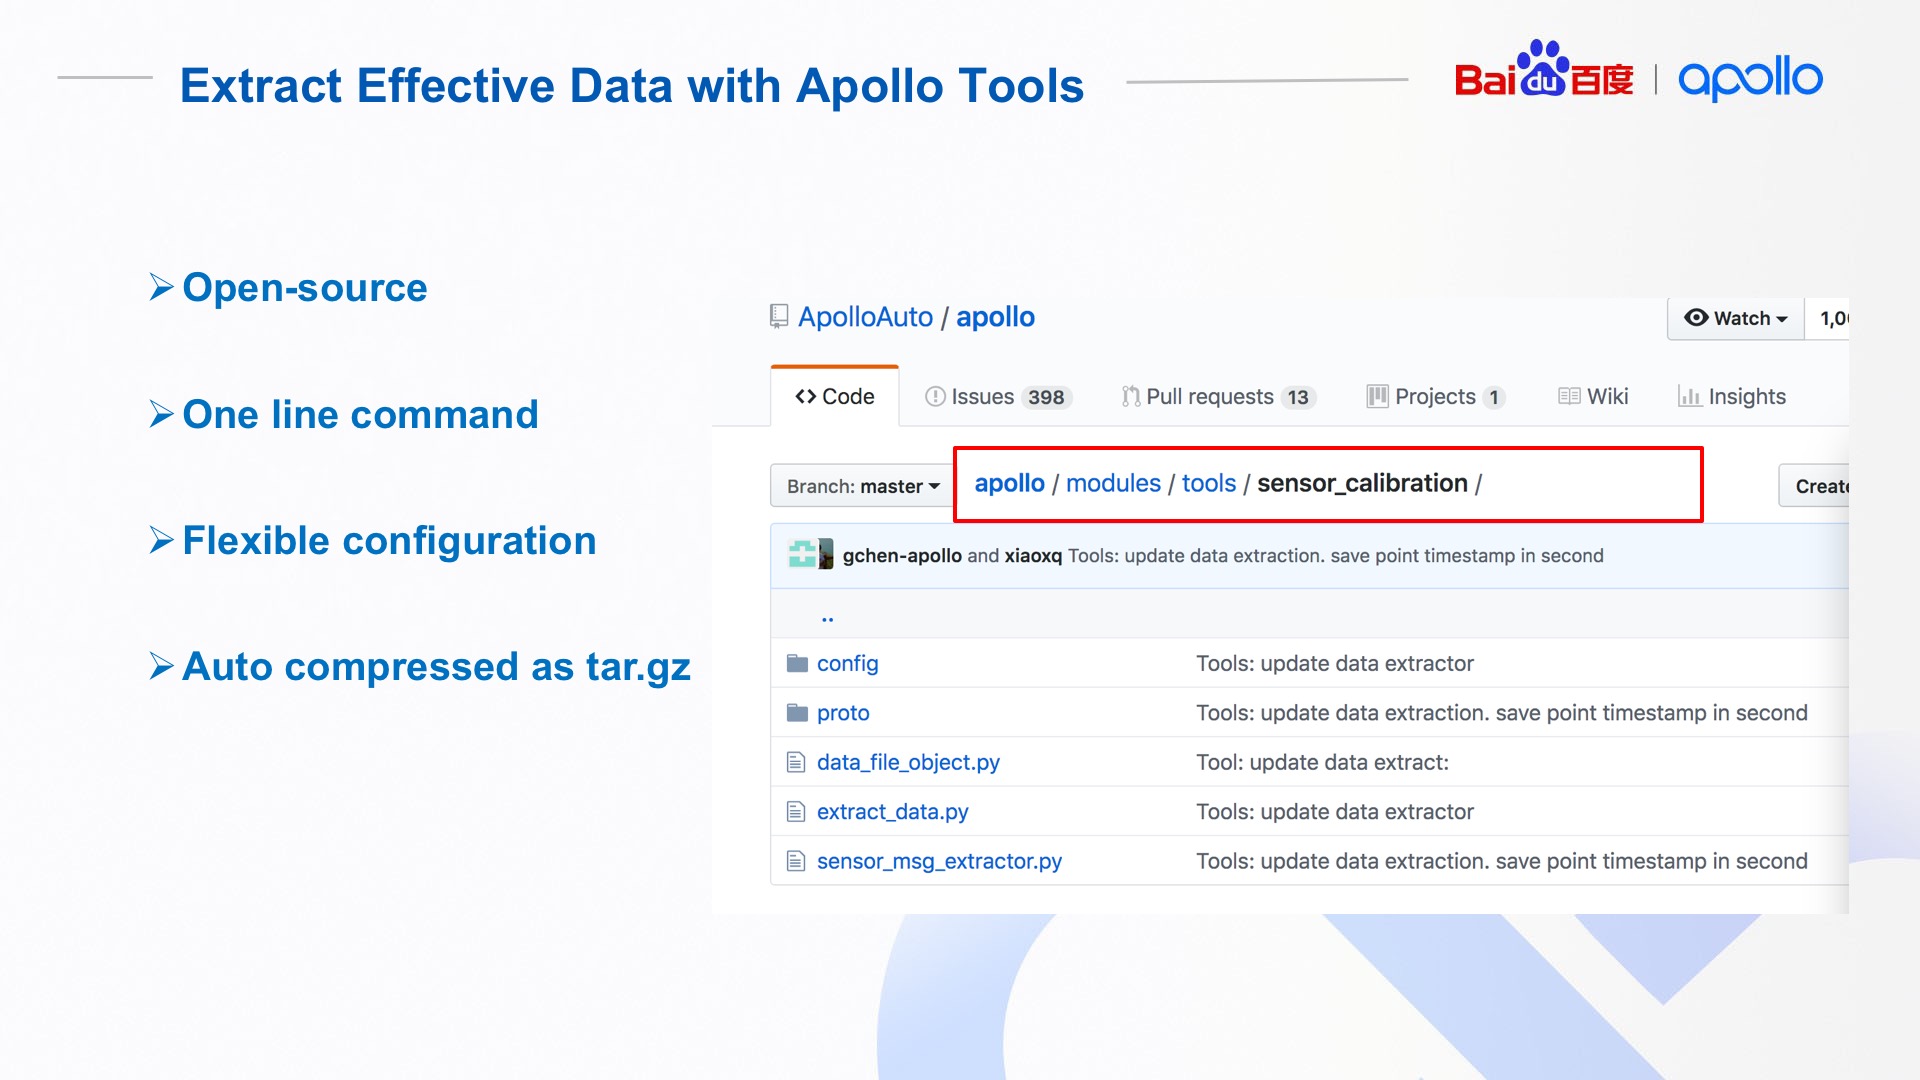 Extract Effective Data with Apollo Tools
Bai du 百度 | apollo
Open-source
One line command
Flexible configuration
Auto compressed as tar.gz
ApolloAuto / apollo
Watch
1,0
Code
Issues 398
Pull requests 13
Projects 1
Wiki
Insights
Branch: master
apollo / modules / tools / sensor_calibration /
Create
gchen-apollo and xiaoxq Tools: update data extraction. save point timestamp in second
..
config Tools: update data extractor
proto Tools: update data extraction. save point timestamp in second
data_file_object.py Tool: update data extract:
extract_data.py Tools: update data extractor
sensor_msg_extractor.py Tools: update data extraction. save point timestamp in second